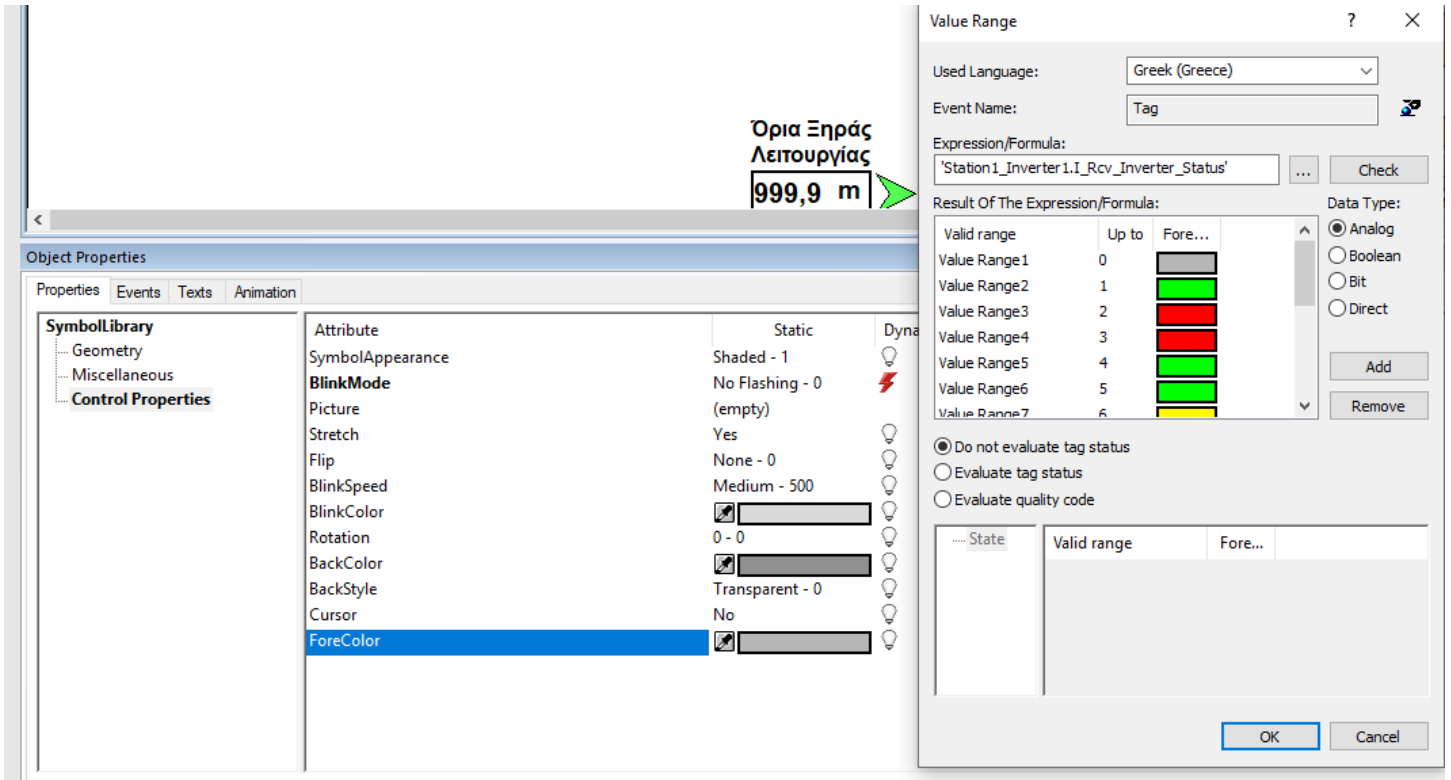 Όρια Ξηράς
Λειτουργίας
999,9 m
Object Properties
Properties Events Texts Animation
SymbolLibrary
Geometry
Miscellaneous
Control Properties
Attribute Static Dyna
SymbolAppearance Shaded - 1
BlinkMode No Flashing - 0
Picture (empty)
Stretch Yes
Flip None - 0
BlinkSpeed Medium - 500
BlinkColor
Rotation 0 - 0
BackColor
BackStyle Transparent - 0
Cursor No
ForeColor
Value Range ?
Used Language: Greek (Greece)
Event Name: Tag
Expression/Formula:
'Station1_Inverter1.I_Rcv_Inverter_Status' ... Check
Result Of The Expression/Formula: Data Type:
Valid range Up to Fore... Analog
Value Range1 0
Boolean
Value Range2 1
Bit
Value Range3 2
Direct
Value Range4 3
Value Range5 4 Add
Value Range6 5
Value Range7 6 Remove
Do not evaluate tag status
Evaluate tag status
Evaluate quality code
State Valid range Fore...
OK Cancel